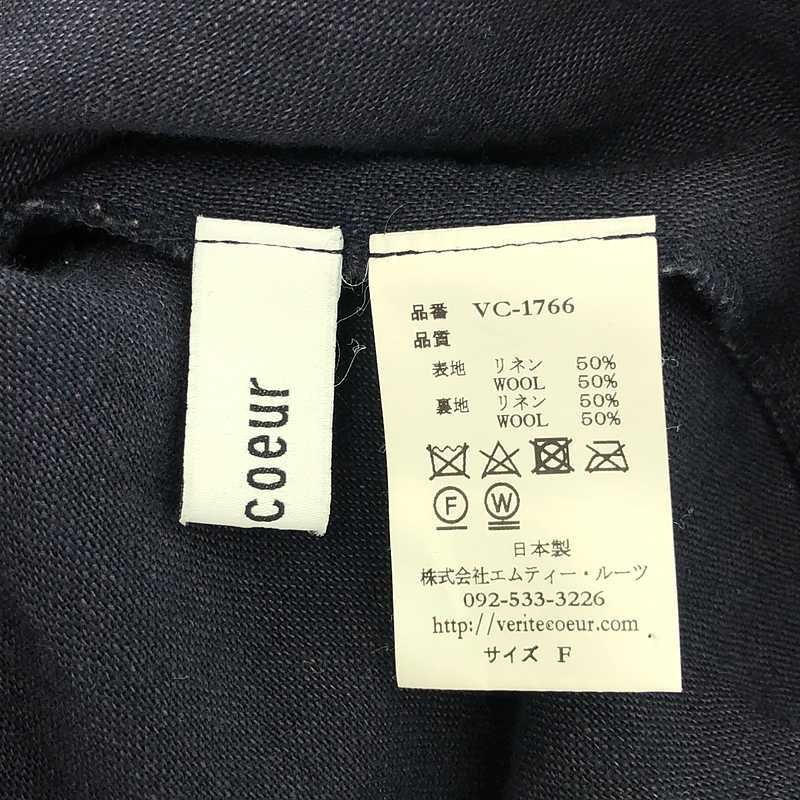 coeur
品番 VC-1766
品質
表地 リネン 50%
WOOL 50%
裏地 リネン 50%
WOOL 50%
F W
日本製
株式会社エムティー・ルーツ
092-533-3226
http://veritecoeur.com
サイズ F